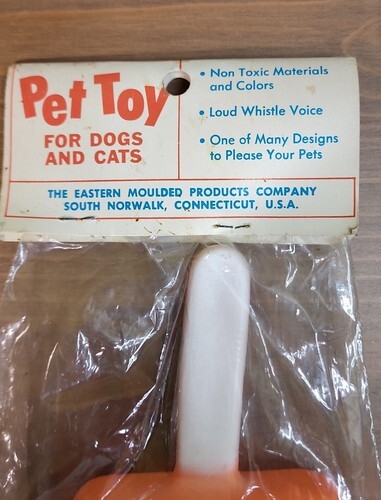 Pet Toy
FOR DOGS
AND CATS
• Non Toxic Materials
and Colors
• Loud Whistle Voice
• One of Many Designs
to Please Your Pets
THE EASTERN MOULDED PRODUCTS COMPANY
SOUTH NORWALK, CONNECTICUT, U.S.A.